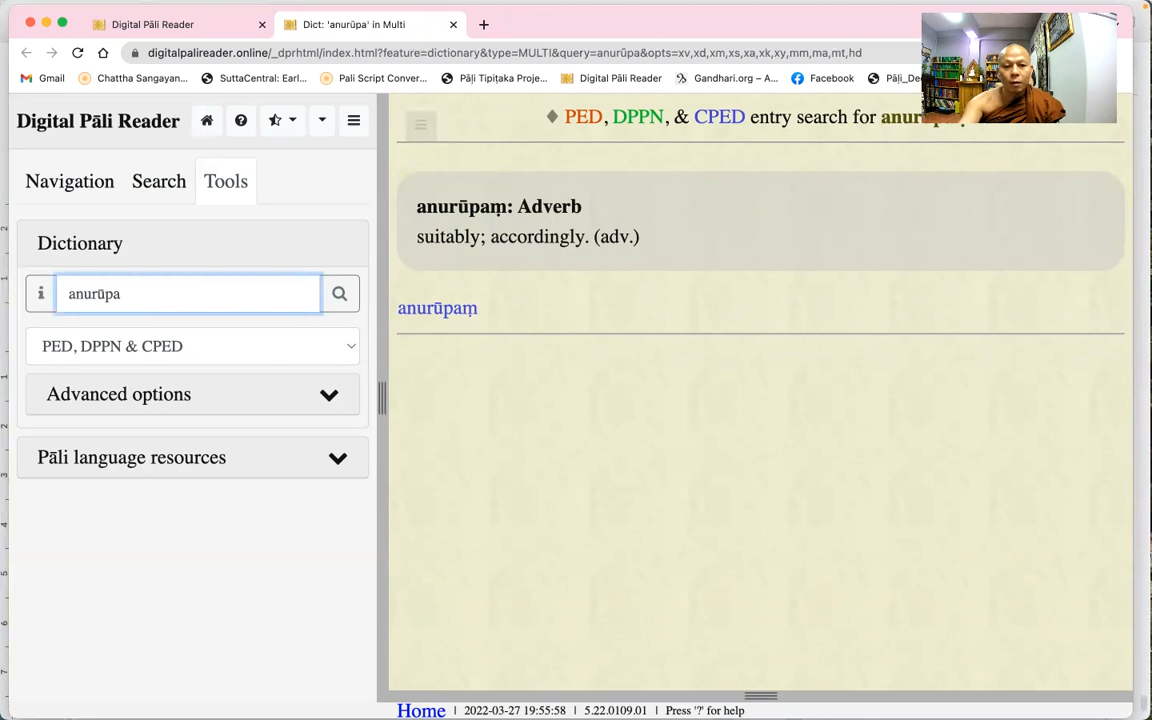 Digital Pāli Reader
Dict: 'anurūpa' in Multi
digitalpalireader.online/_dprhtml/index.html?feature=dictionary&type=MULTI&query=anurūpa&opts=xv,xd,xm,xs,xa,xk,xy,mm,ma,mt,hd
Gmail
Chattha Sangayan...
SuttaCentral: Earl...
Pali Script Conver...
Pāḷi Tipiṭaka Proje...
Digital Pāli Reader
Gandhari.org – A...
Facebook
Digital Pāli Reader
♦ PED, DPPN, & CPED entry search for
Navigation
Search
Tools
Dictionary
anurūpa
PED, DPPN & CPED
Advanced options
Pāli language resources
anurūpaṃ: Adverb
suitably; accordingly. (adv.)
anurūpaṃ
Home | 2022-03-27 19:55:58 | 5.22.0109.01 | Press '?' for help